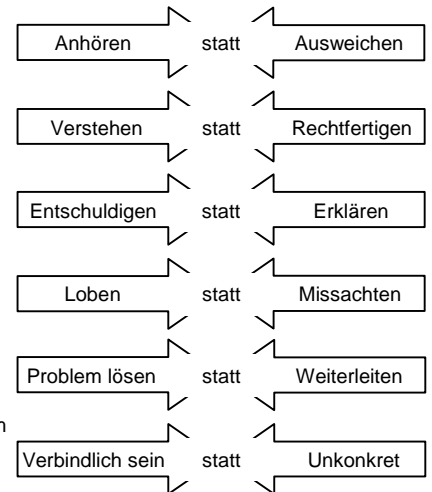 Anhören statt Ausweichen
Verstehen statt Rechtfertigen
Entschuldigen statt Erklären
Loben statt Missachten
Problem lösen statt Weiterleiten
n
Verbindlich sein statt Unkonkret